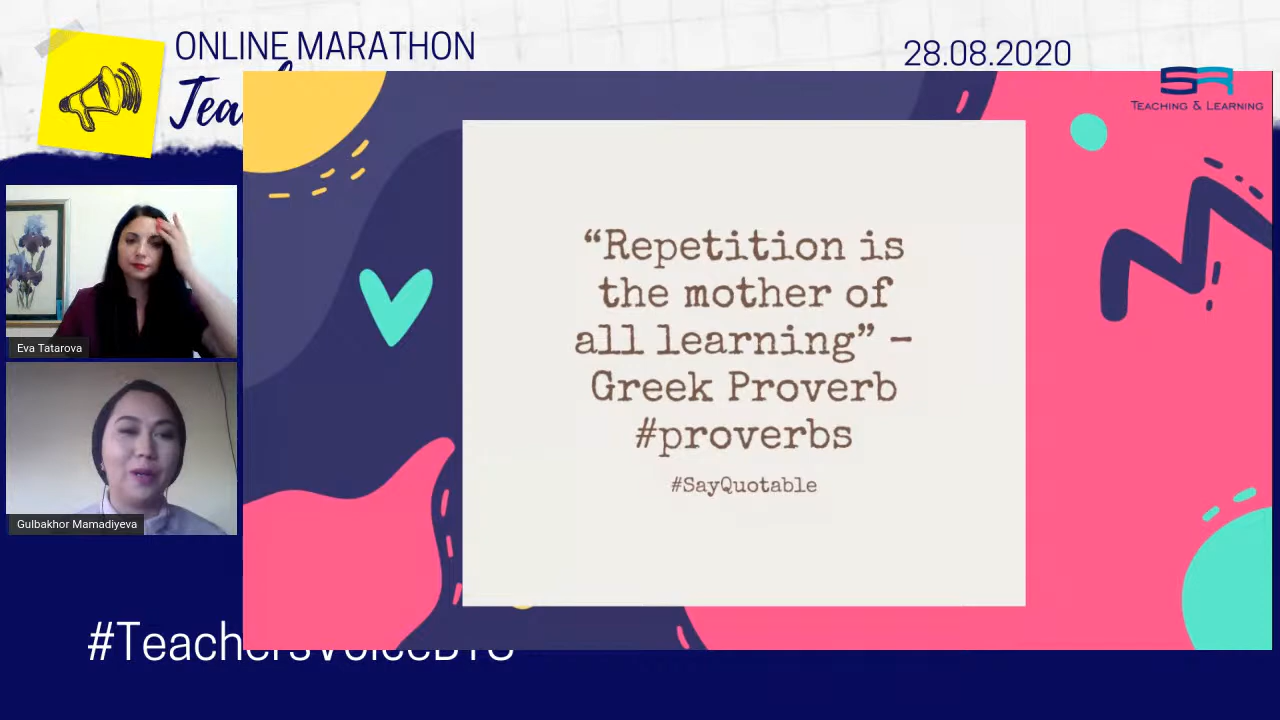 ONLINE MARATHON
28.08.2020
SR
TEACHING & LEARNING
“Repetition is
the mother of
all learning” –
Greek Proverb
#proverbs
#SayQuotable
Eva Tatarova
Gulbakhor Mamadiyeva